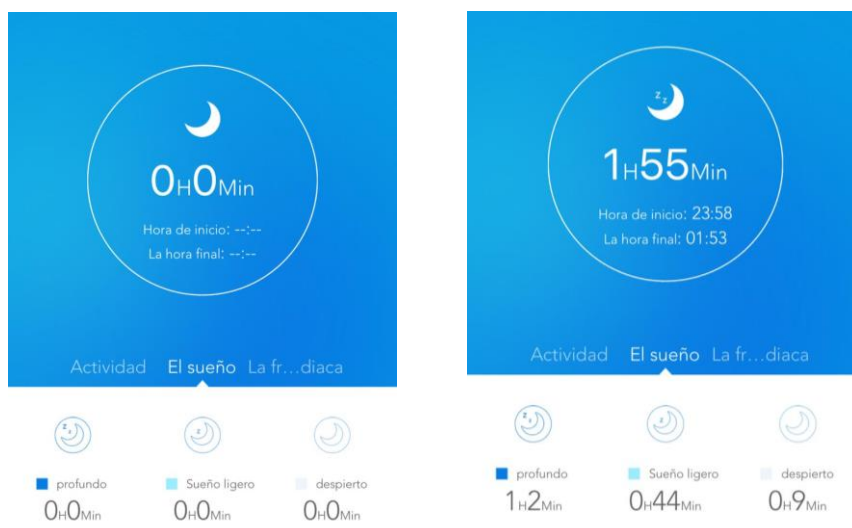 0H0Min
Hora de inicio: --:--
La hora final: --:--
Actividad El sueño La fr...diaca
profundo Sueño ligero despierto
0H0Min 0H0Min 0H0Min
zz
1H55Min
Hora de inicio: 23:58
La hora final: 01:53
Actividad El sueño La fr...diaca
profundo Sueño ligero despierto
1H2Min 0H44Min 0H9Min